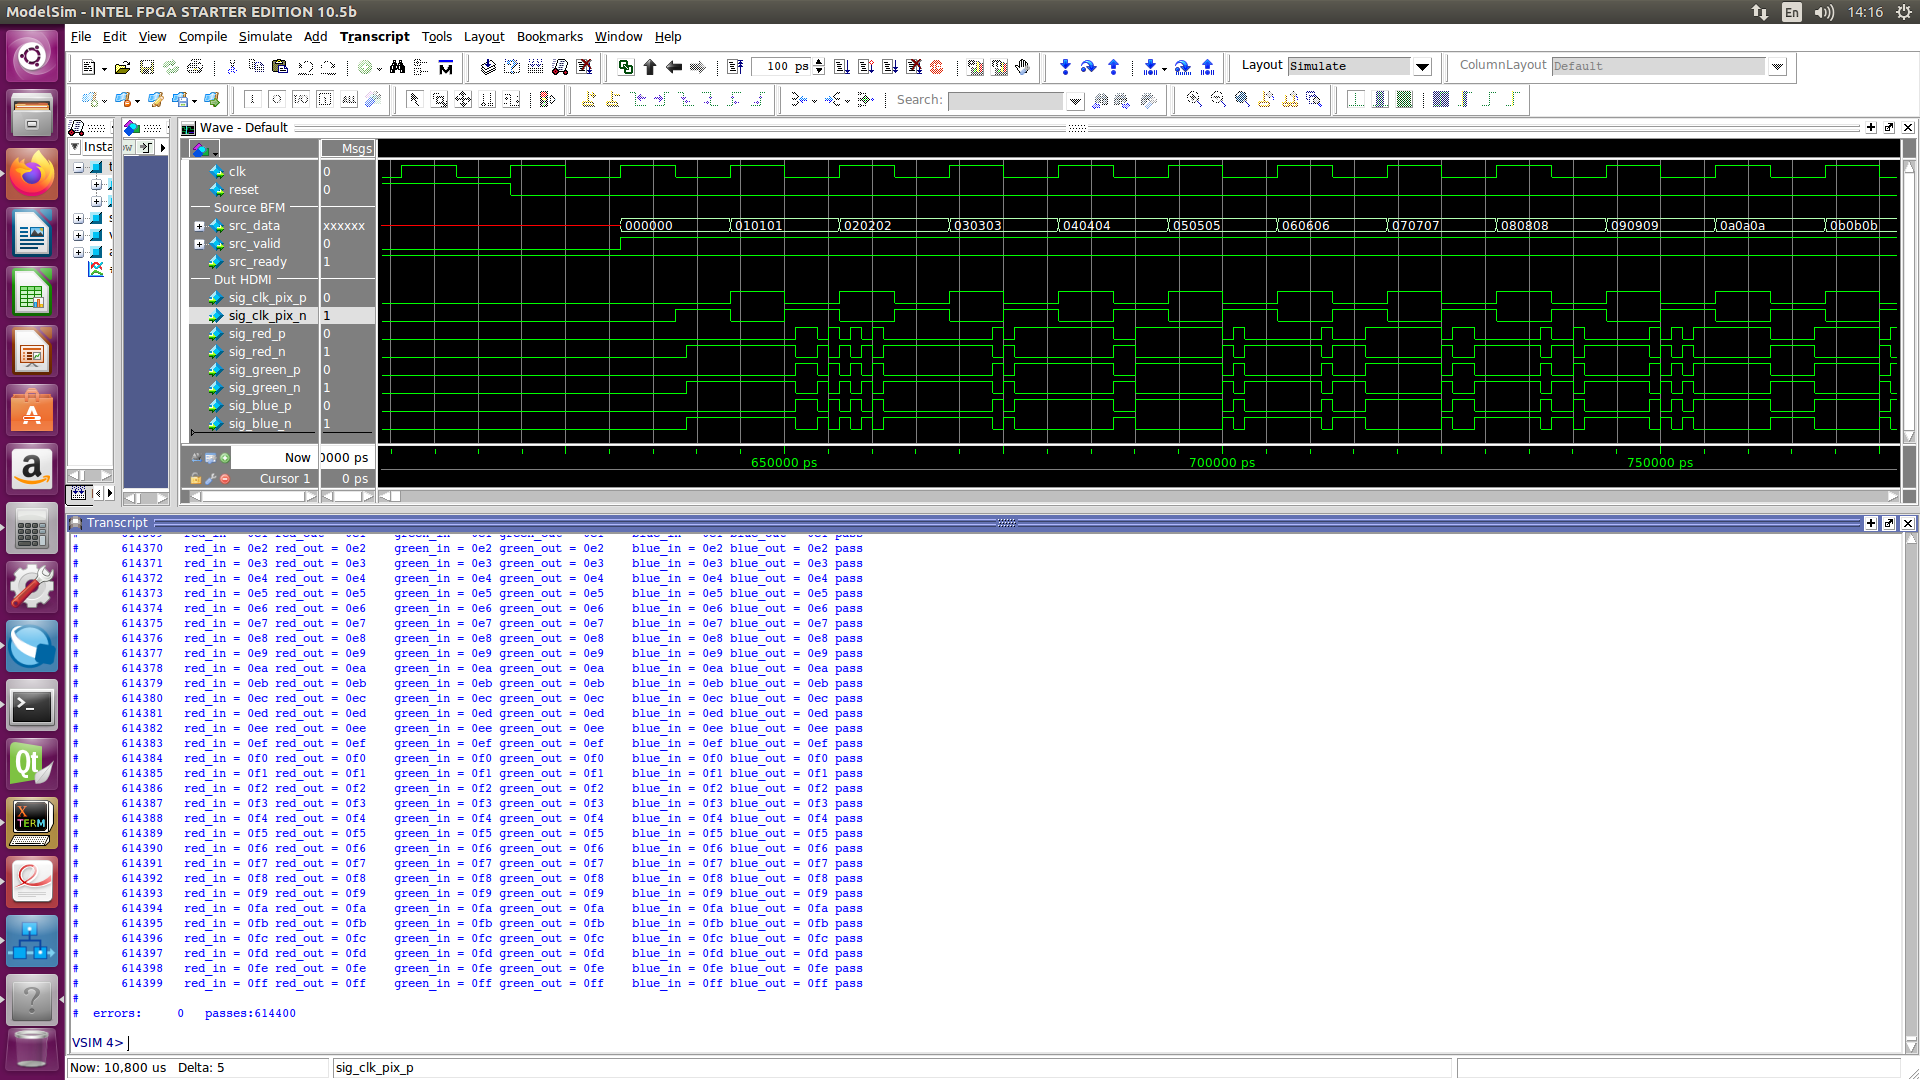 ModelSim - INTEL FPGA STARTER EDITION 10.5b
En 14:16
File Edit View Compile Simulate Add Transcript Tools Layout Bookmarks Window Help
100 ps Layout Simulate ColumnLayout Default
Search:
Insta
Wave - Default
Msgs
clk 0
reset 0
Source BFM
src_data xxxxxx 000000 010101 020202 030303 040404 050505 060606 070707 080808 090909 0a0a0a 0b0b0b
src_valid 0
src_ready 1
Dut HDMI
sig_clk_pix_p 0
sig_clk_pix_n 1
sig_red_p 0
sig_red_n 1
sig_green_p 0
sig_green_n 1
sig_blue_p 0
sig_blue_n 1
Now 0000 ps
Cursor 1 0 ps
650000 ps 700000 ps 750000 ps
Transcript
# 614370 red_in = 0e2 red_out = 0e2 green_in = 0e2 green_out = 0e2 blue_in = 0e2 blue_out = 0e2 pass
# 614371 red_in = 0e3 red_out = 0e3 green_in = 0e3 green_out = 0e3 blue_in = 0e3 blue_out = 0e3 pass
# 614372 red_in = 0e4 red_out = 0e4 green_in = 0e4 green_out = 0e4 blue_in = 0e4 blue_out = 0e4 pass
# 614373 red_in = 0e5 red_out = 0e5 green_in = 0e5 green_out = 0e5 blue_in = 0e5 blue_out = 0e5 pass
# 614374 red_in = 0e6 red_out = 0e6 green_in = 0e6 green_out = 0e6 blue_in = 0e6 blue_out = 0e6 pass
# 614375 red_in = 0e7 red_out = 0e7 green_in = 0e7 green_out = 0e7 blue_in = 0e7 blue_out = 0e7 pass
# 614376 red_in = 0e8 red_out = 0e8 green_in = 0e8 green_out = 0e8 blue_in = 0e8 blue_out = 0e8 pass
# 614377 red_in = 0e9 red_out = 0e9 green_in = 0e9 green_out = 0e9 blue_in = 0e9 blue_out = 0e9 pass
# 614378 red_in = 0ea red_out = 0ea green_in = 0ea green_out = 0ea blue_in = 0ea blue_out = 0ea pass
# 614379 red_in = 0eb red_out = 0eb green_in = 0eb green_out = 0eb blue_in = 0eb blue_out = 0eb pass
# 614380 red_in = 0ec red_out = 0ec green_in = 0ec green_out = 0ec blue_in = 0ec blue_out = 0ec pass
# 614381 red_in = 0ed red_out = 0ed green_in = 0ed green_out = 0ed blue_in = 0ed blue_out = 0ed pass
# 614382 red_in = 0ee red_out = 0ee green_in = 0ee green_out = 0ee blue_in = 0ee blue_out = 0ee pass
# 614383 red_in = 0ef red_out = 0ef green_in = 0ef green_out = 0ef blue_in = 0ef blue_out = 0ef pass
# 614384 red_in = 0f0 red_out = 0f0 green_in = 0f0 green_out = 0f0 blue_in = 0f0 blue_out = 0f0 pass
# 614385 red_in = 0f1 red_out = 0f1 green_in = 0f1 green_out = 0f1 blue_in = 0f1 blue_out = 0f1 pass
# 614386 red_in = 0f2 red_out = 0f2 green_in = 0f2 green_out = 0f2 blue_in = 0f2 blue_out = 0f2 pass
# 614387 red_in = 0f3 red_out = 0f3 green_in = 0f3 green_out = 0f3 blue_in = 0f3 blue_out = 0f3 pass
# 614388 red_in = 0f4 red_out = 0f4 green_in = 0f4 green_out = 0f4 blue_in = 0f4 blue_out = 0f4 pass
# 614389 red_in = 0f5 red_out = 0f5 green_in = 0f5 green_out = 0f5 blue_in = 0f5 blue_out = 0f5 pass
# 614390 red_in = 0f6 red_out = 0f6 green_in = 0f6 green_out = 0f6 blue_in = 0f6 blue_out = 0f6 pass
# 614391 red_in = 0f7 red_out = 0f7 green_in = 0f7 green_out = 0f7 blue_in = 0f7 blue_out = 0f7 pass
# 614392 red_in = 0f8 red_out = 0f8 green_in = 0f8 green_out = 0f8 blue_in = 0f8 blue_out = 0f8 pass
# 614393 red_in = 0f9 red_out = 0f9 green_in = 0f9 green_out = 0f9 blue_in = 0f9 blue_out = 0f9 pass
# 614394 red_in = 0fa red_out = 0fa green_in = 0fa green_out = 0fa blue_in = 0fa blue_out = 0fa pass
# 614395 red_in = 0fb red_out = 0fb green_in = 0fb green_out = 0fb blue_in = 0fb blue_out = 0fb pass
# 614396 red_in = 0fc red_out = 0fc green_in = 0fc green_out = 0fc blue_in = 0fc blue_out = 0fc pass
# 614397 red_in = 0fd red_out = 0fd green_in = 0fd green_out = 0fd blue_in = 0fd blue_out = 0fd pass
# 614398 red_in = 0fe red_out = 0fe green_in = 0fe green_out = 0fe blue_in = 0fe blue_out = 0fe pass
# 614399 red_in = 0ff red_out = 0ff green_in = 0ff green_out = 0ff blue_in = 0ff blue_out = 0ff pass
#
# errors: 0 passes:614400
VSIM 4>
Now: 10,800 us Delta: 5 sig_clk_pix_p